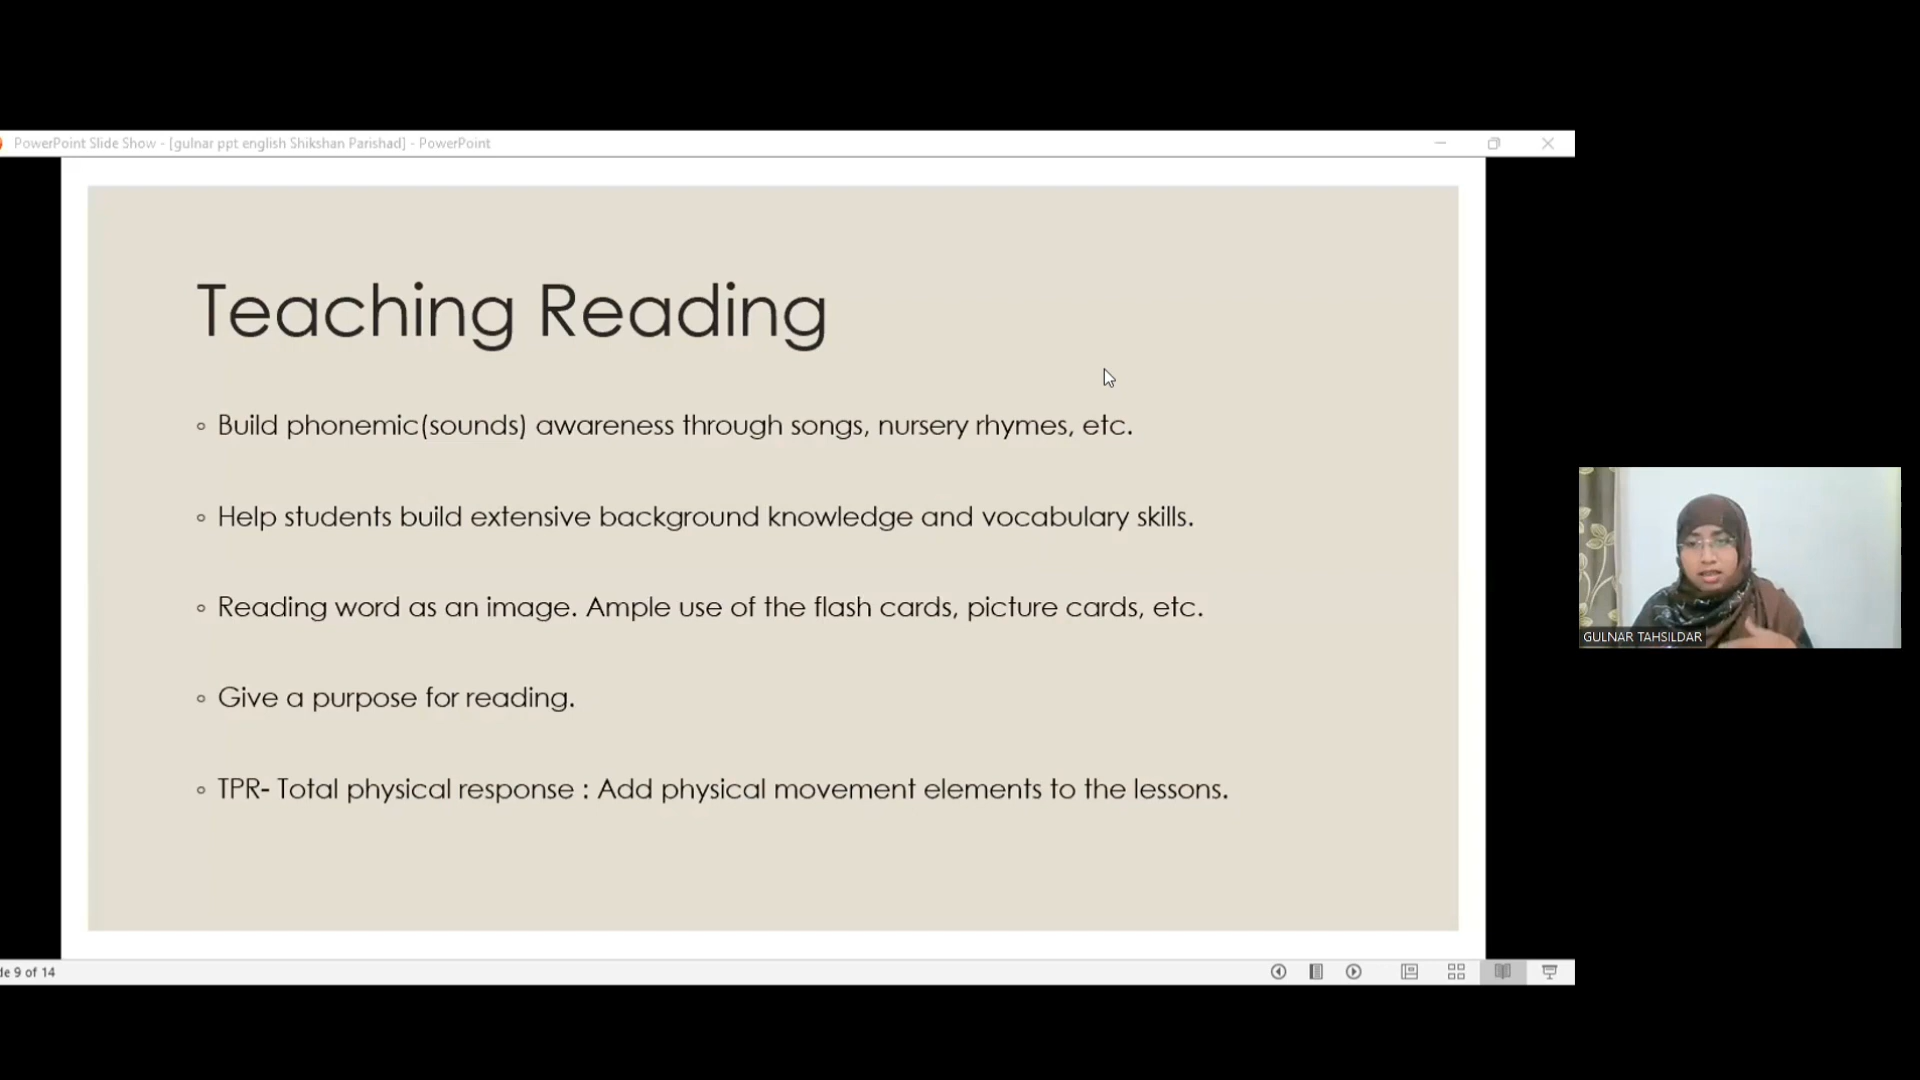 PowerPoint Slide Show - [gulnar ppt english Shikshan Parishad] - PowerPoint
Teaching Reading
◦ Build phonemic(sounds) awareness through songs, nursery rhymes, etc.
◦ Help students build extensive background knowledge and vocabulary skills.
◦ Reading word as an image. Ample use of the flash cards, picture cards, etc.
◦ Give a purpose for reading.
◦ TPR- Total physical response : Add physical movement elements to the lessons.
GULNAR TAHSILDAR
de 9 of 14